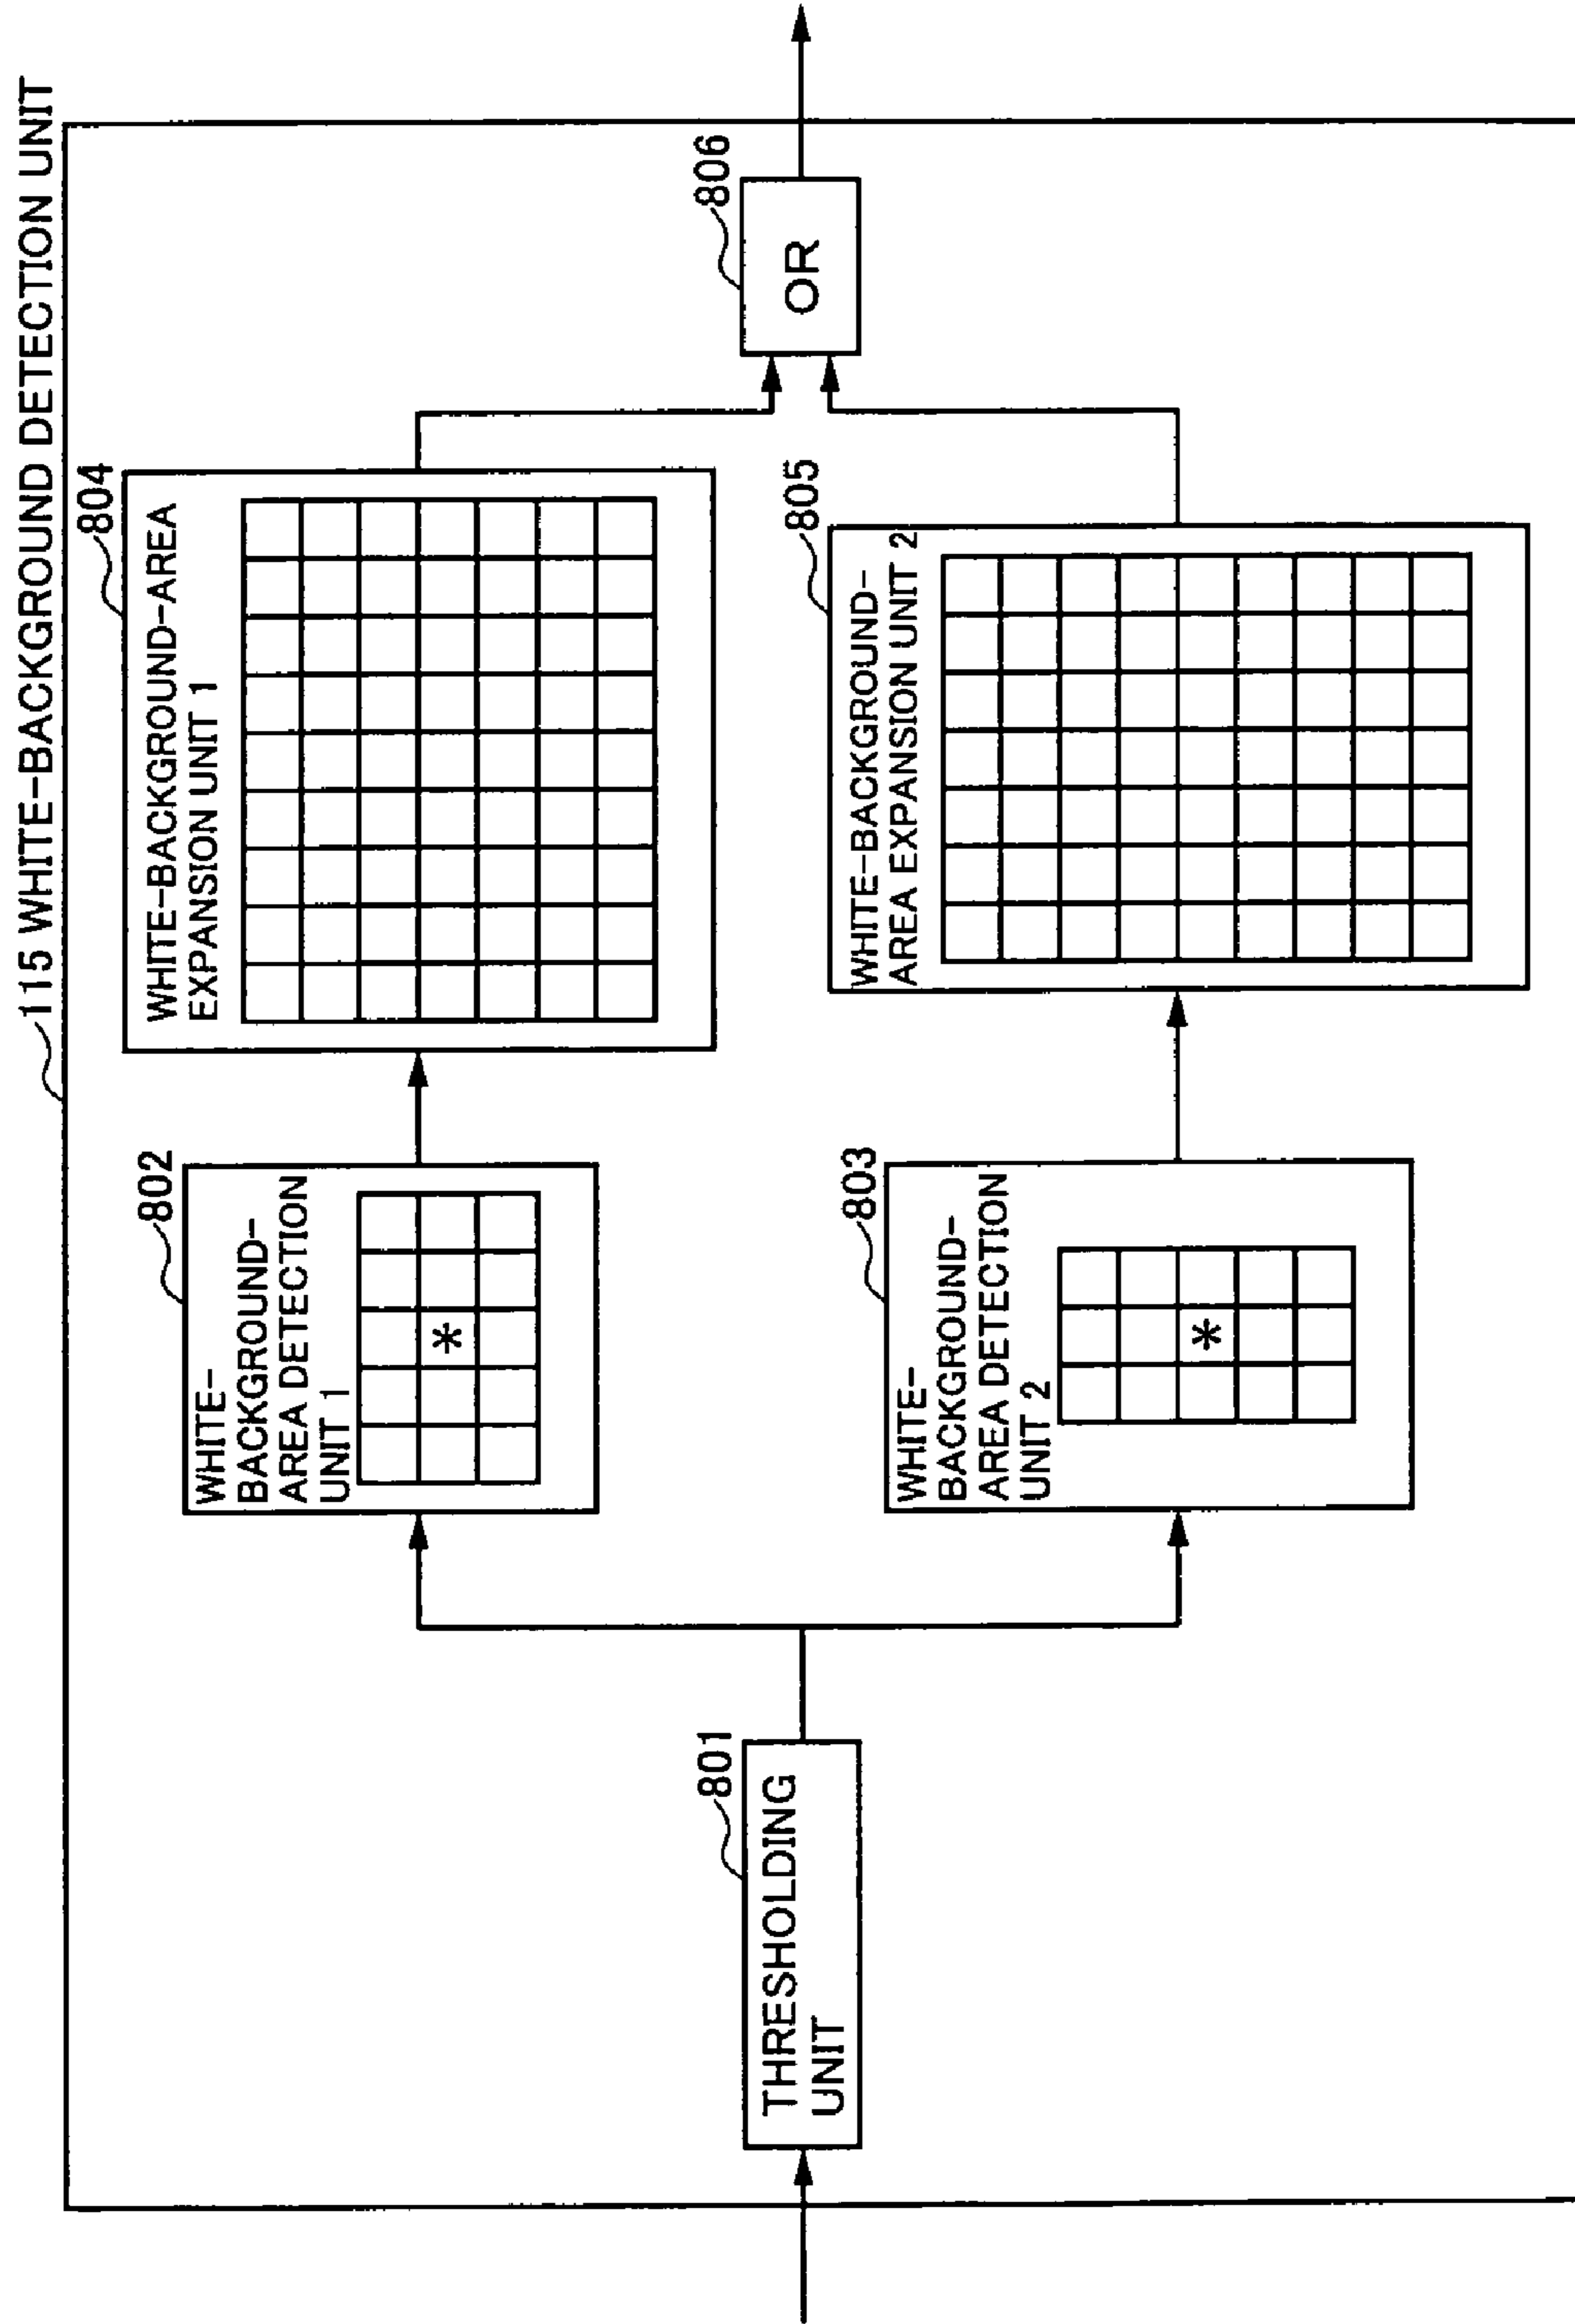 115 WHITE-BACKGROUND DETECTION UNIT
801
THRESHOLDING
UNIT
802
WHITE-
BACKGROUND-
AREA DETECTION
UNIT 1
*
803
WHITE-
BACKGROUND-
AREA DETECTION
UNIT 2
*
804
WHITE-BACKGROUND-AREA
EXPANSION UNIT 1
805
WHITE-BACKGROUND-
AREA EXPANSION UNIT 2
806
OR